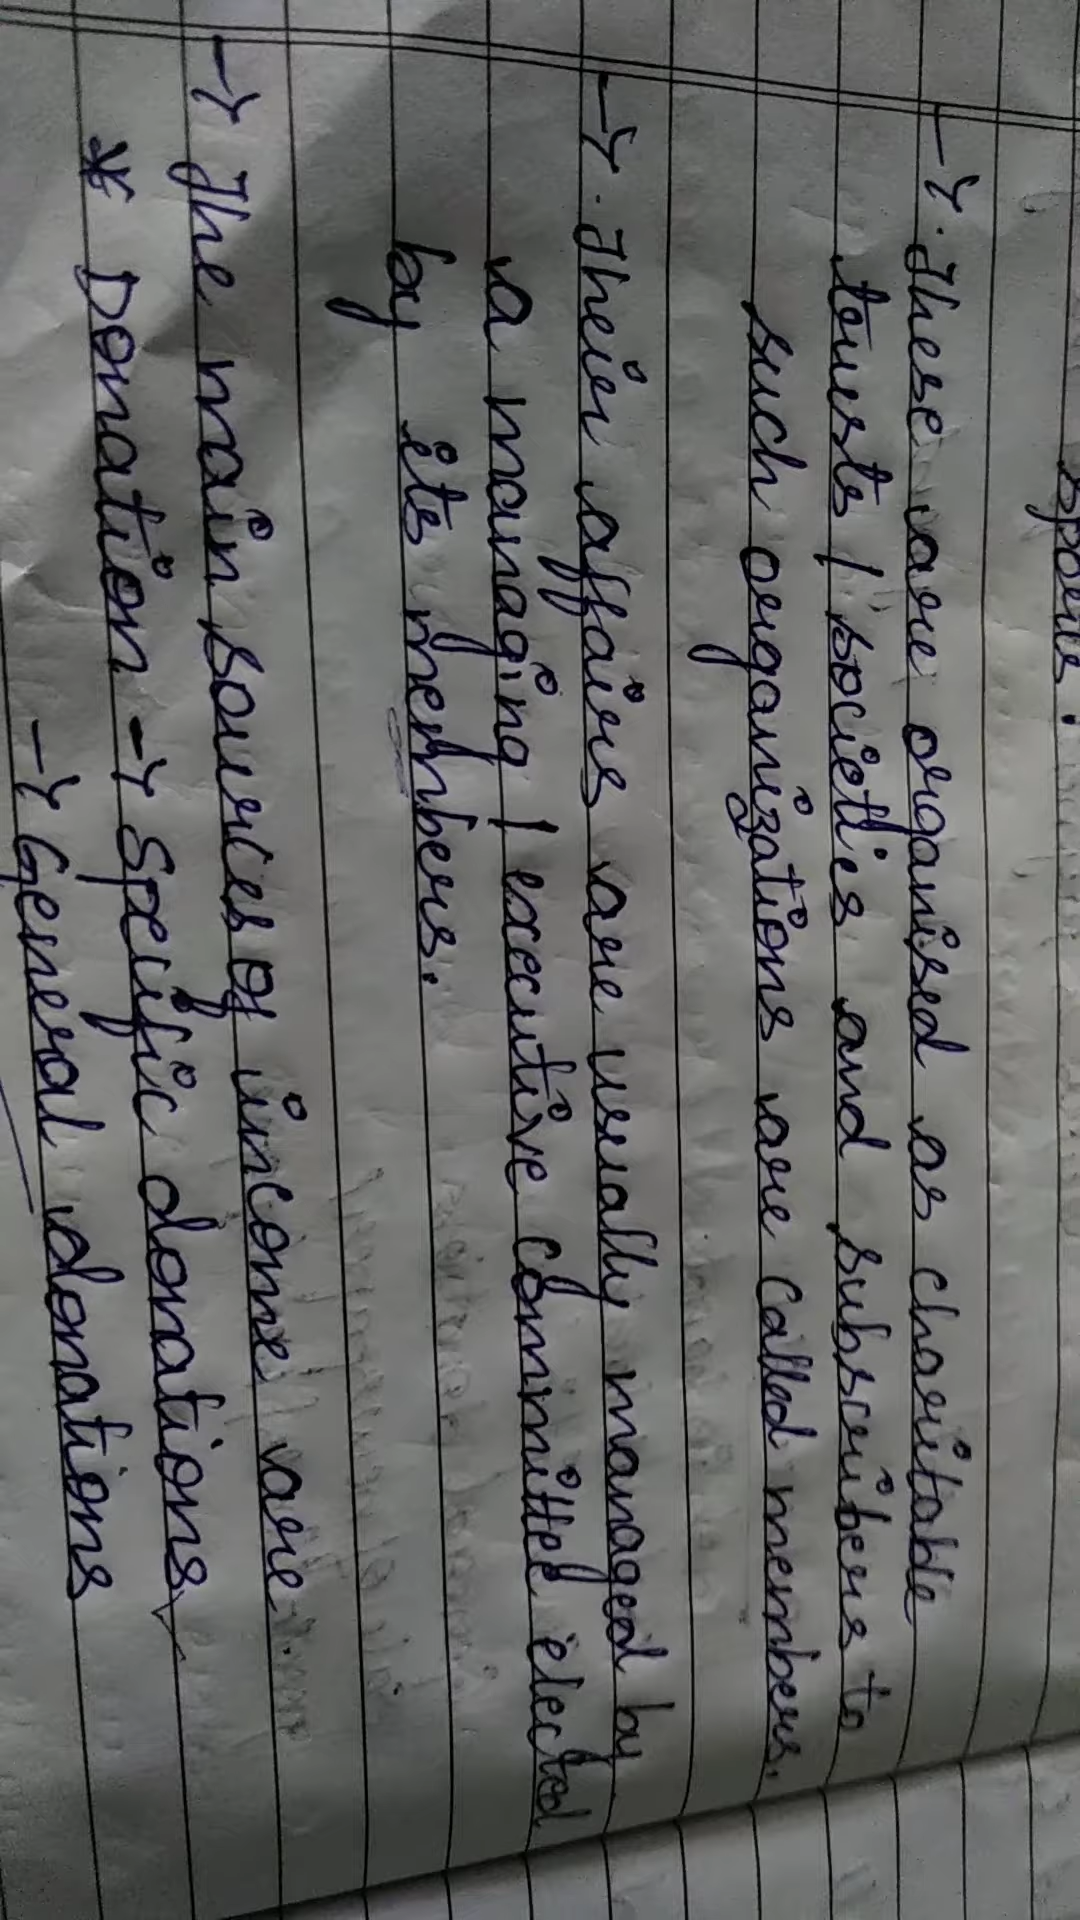 sports.
→ . These are organised as charitable
trusts / societies and subscribers to
such organizations are called members.
→ . Their affairs are usually managed by
a managing / executive committee elected
by its members.
→ The main sources of income are.
* Donation → Specific donations
→ General donations